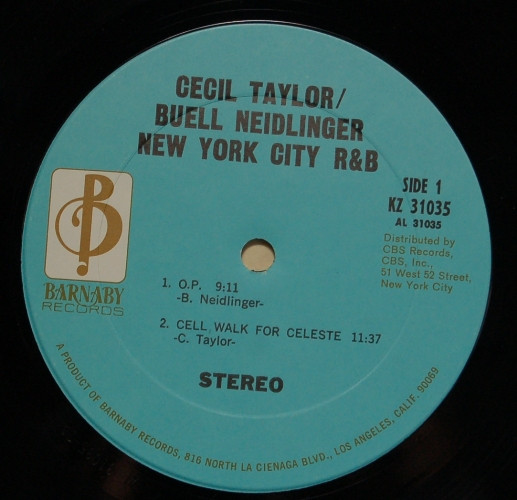 CECIL TAYLOR/
BUELL NEIDLINGER
NEW YORK CITY R&B
SIDE 1
KZ 31035
AL 31035
Distributed by
CBS Records,
CBS, Inc.,
51 West 52 Street,
New York City
B
BARNABY
RECORDS
1. O.P. 9:11
-B. Neidlinger-
2. CELL WALK FOR CELESTE 11:37
-C. Taylor-
STEREO
A PRODUCT OF BARNABY RECORDS, 816 NORTH LA CIENAGA BLVD., LOS ANGELES, CALIF. 90069